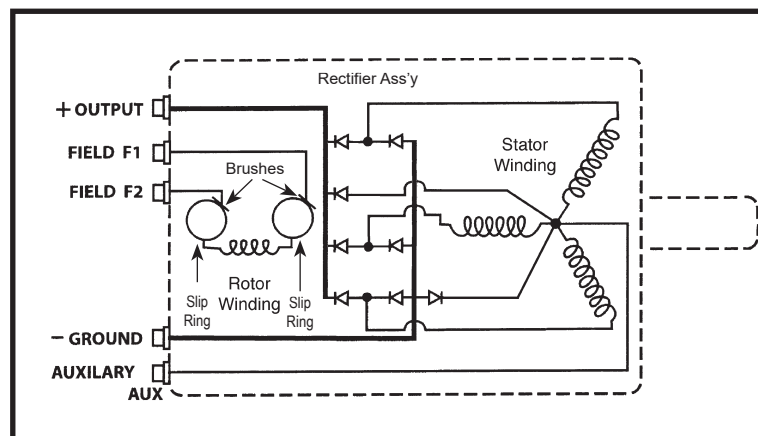 Rectifier Ass'y
+ OUTPUT
FIELD F1
Brushes
Stator
Winding
FIELD F2
Rotor
Winding
Slip
Ring
Slip
Ring
− GROUND
AUXILARY
AUX